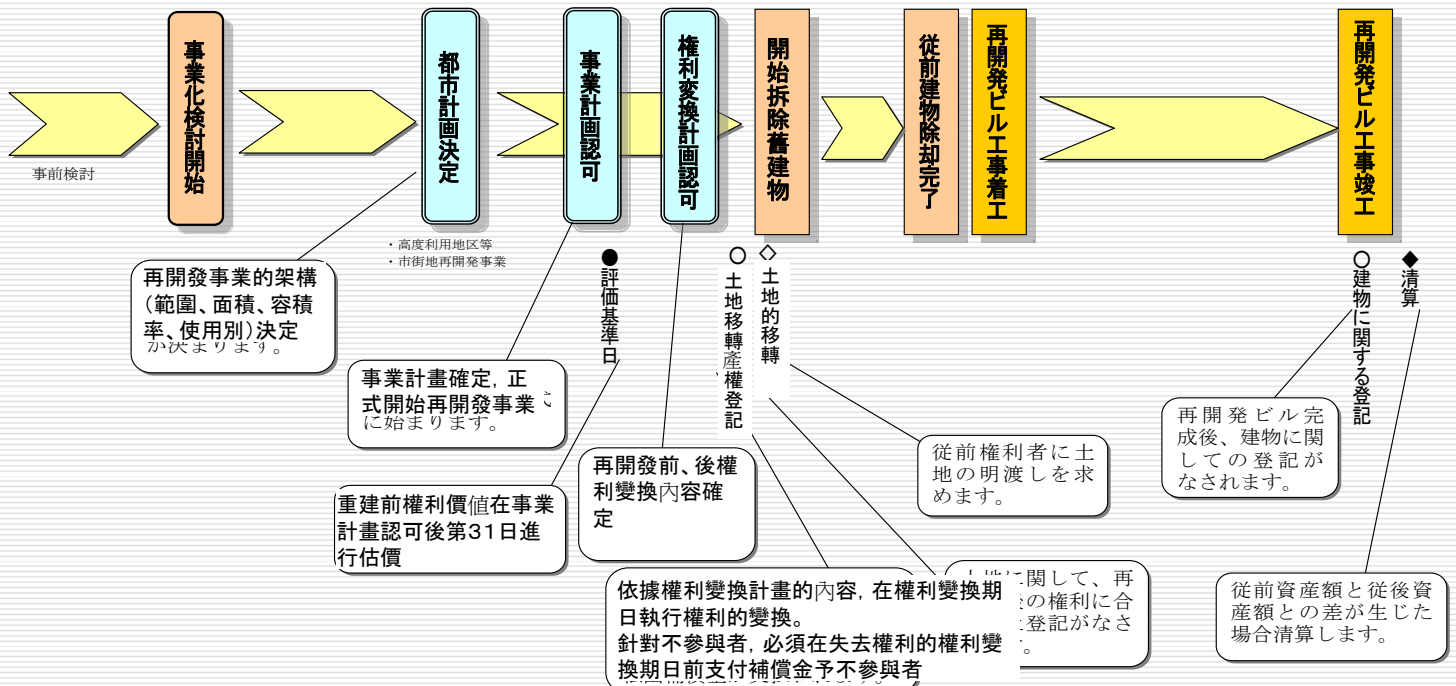 事業化検討開始
都市計画決定
事業計画認可
権利変換計画認可
開始拆除舊建物
従前建物除却完了
再開発ビル工事着工
再開発ビル工事竣工
事前検討
・高度利用地区等
・市街地再開発事業
●評価基準日
○土地移轉產權登記
◇土地的移轉
○建物に関する登記
◆清算
再開發事業的架構
(範圍、面積、容積
率、使用別)決定
が決まります。
事業計畫確定, 正
式開始再開發事業
に始まります。
重建前權利價值在事業
計畫認可後第31日進
行估價
再開發前、後權
利變換內容確
定
依據權利變換計畫的內容, 在權利變換期
日執行權利的變換。
針對不參與者, 必須在失去權利的權利變
換期日前支付補償金予不參與者
従前権利者に土
地の明渡しを求
めます。
に関して、再
の権利に合
登記がなさ
再開発ビル完
成後、建物に関
しての登記が
なされます。
従前資産額と従後資
産額との差が生じた
場合清算します。